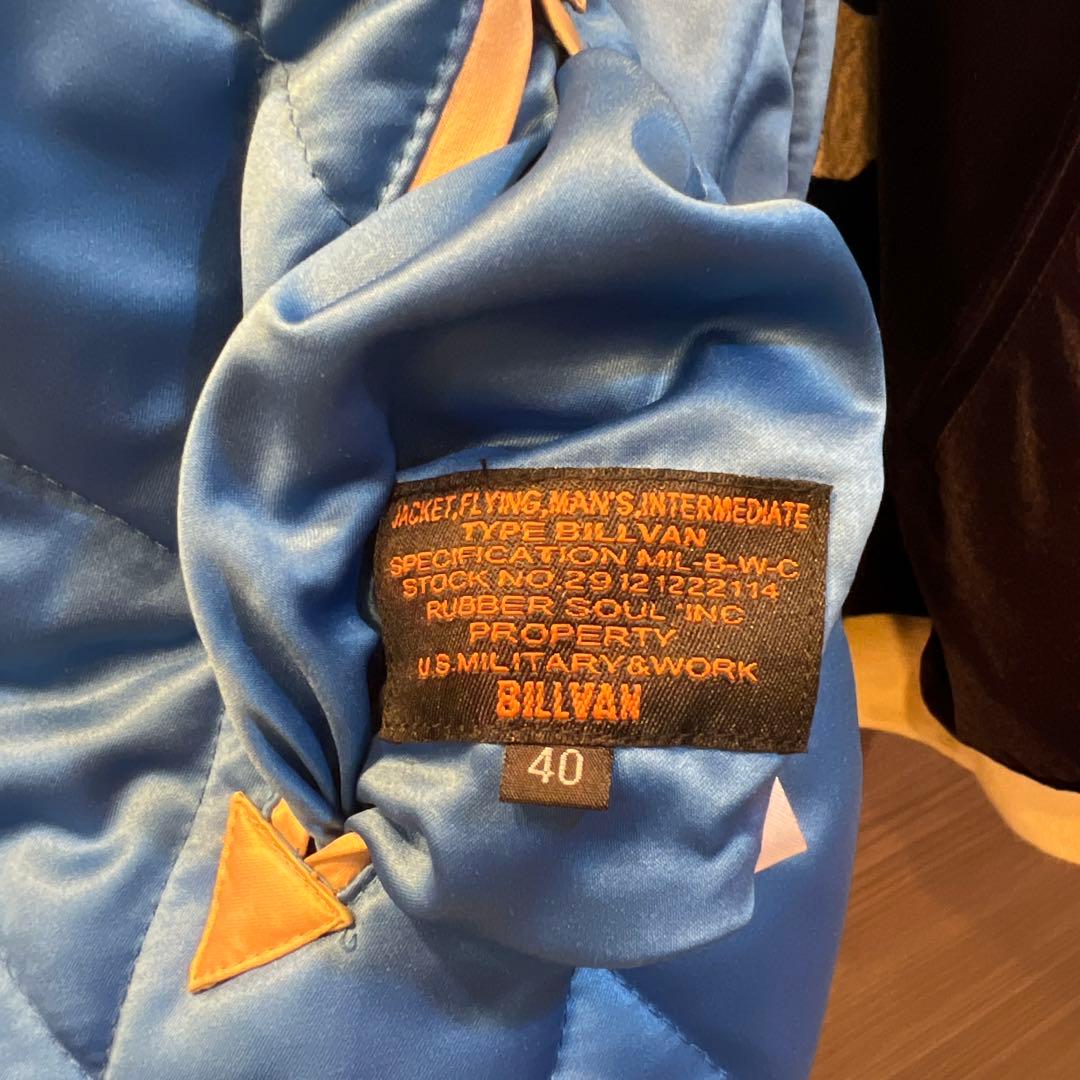 JACKET,FLYING,MAN'S,INTERMEDIATE
TYPE BILLVAN
SPECIFICATION MIL-B-W-C
STOCK NO.29 12 1222114
RUBBER SOUL 'INC
PROPERTY
U.S.MILITARY&WORK
BILLVAN
40